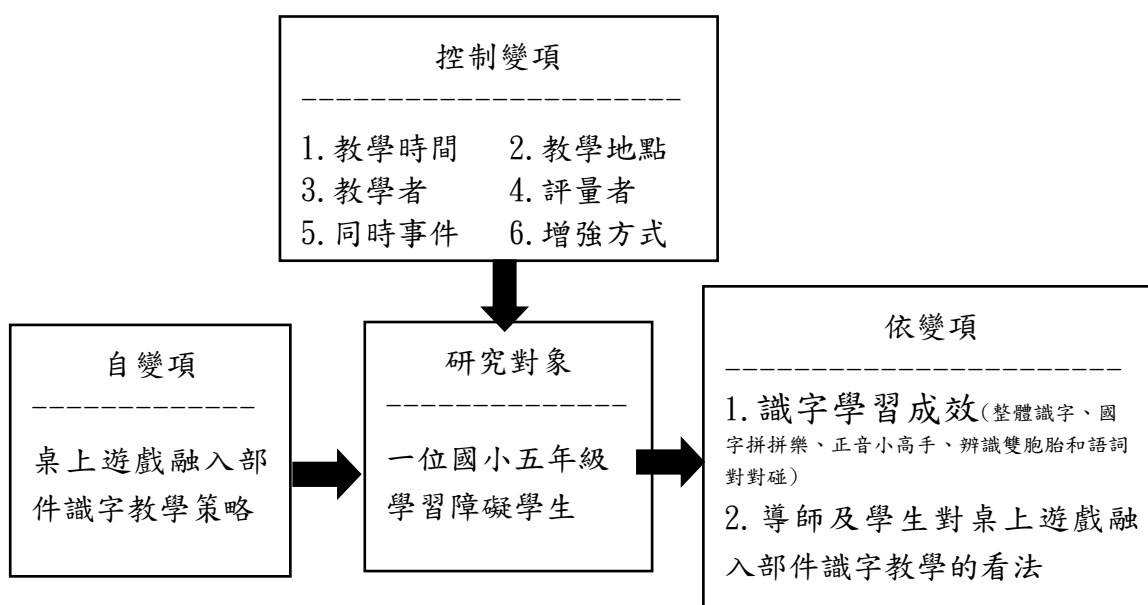 控制變項
----------------------
1.教學時間 2.教學地點
3.教學者 4.評量者
5.同時事件 6.增強方式
自變項
-------------
桌上遊戲融入部
件識字教學策略
研究對象
--------------
一位國小五年級
學習障礙學生
依變項
-----------------------
1.識字學習成效(整體識字、國
字拼拼樂、正音小高手、辨識雙胞胎和語詞
對對碰)
2.導師及學生對桌上遊戲融
入部件識字教學的看法